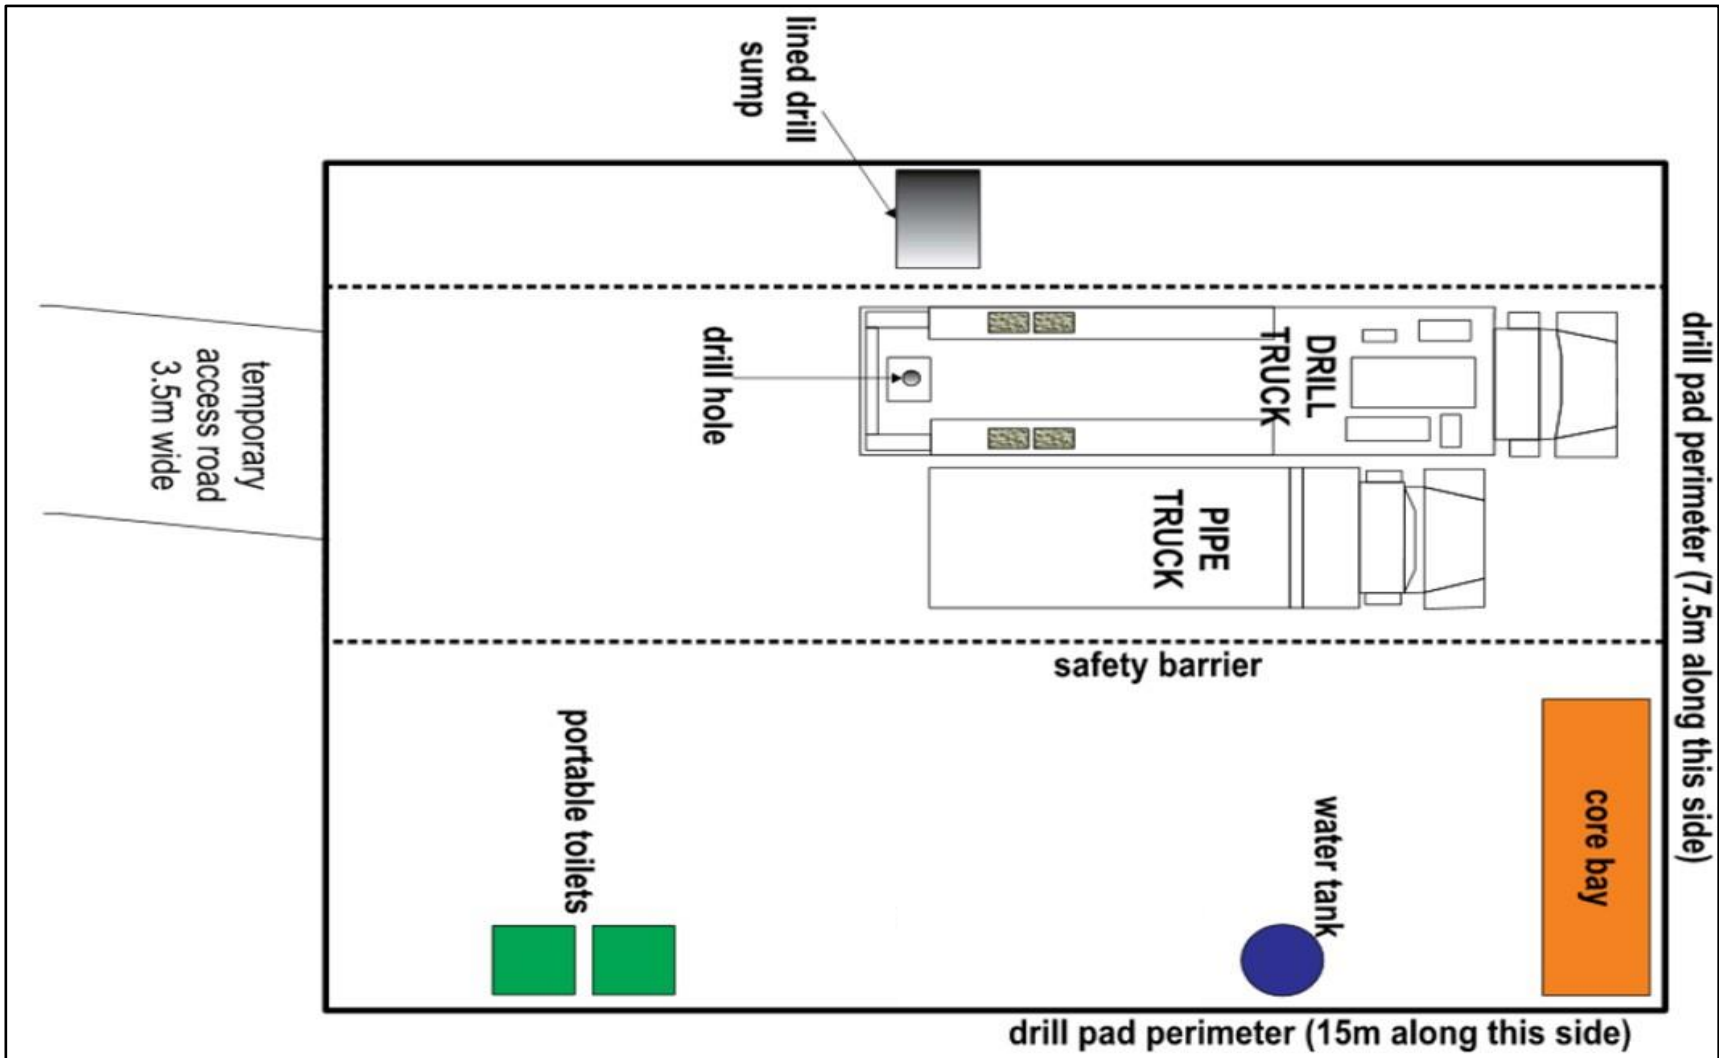 lined drill
sump
drill pad perimeter (7.5m along this side)
temporary
access road
3.5m wide
drill hole
DRILL
TRUCK
PIPE
TRUCK
safety barrier
portable toilets
water tank
core bay
drill pad perimeter (15m along this side)